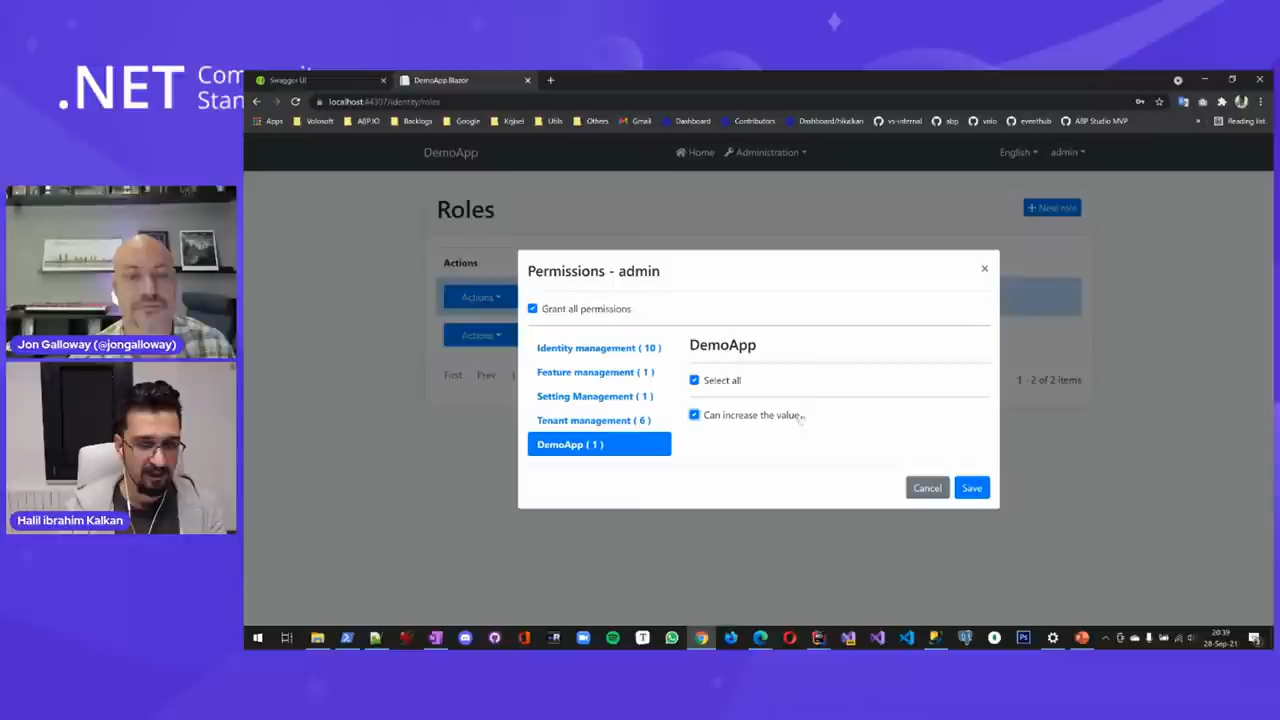 .NET
Com
Stan
Swagger UI
DemoApp.Blazor
localhost:44307/identity/roles
Apps
Volosoft
ABP.IO
Backlogs
Google
Kişisel
Utils
Others
Gmail
Dashboard
Contributors
Dashboard/hikalkan
vs-internal
abp
volo
eventhub
ABP Studio MVP
Reading list
DemoApp
Home
Administration
English
admin
Roles
+ New role
Actions
Actions
Actions
First
Prev
1 - 2 of 2 items
Permissions - admin
×
Grant all permissions
Identity management ( 10 )
Feature management ( 1 )
Setting Management ( 1 )
Tenant management ( 6 )
DemoApp ( 1 )
DemoApp
Select all
Can increase the value
Cancel
Save
Jon Galloway (@jongalloway)
Halil ibrahim Kalkan
20:39
28-Sep-21